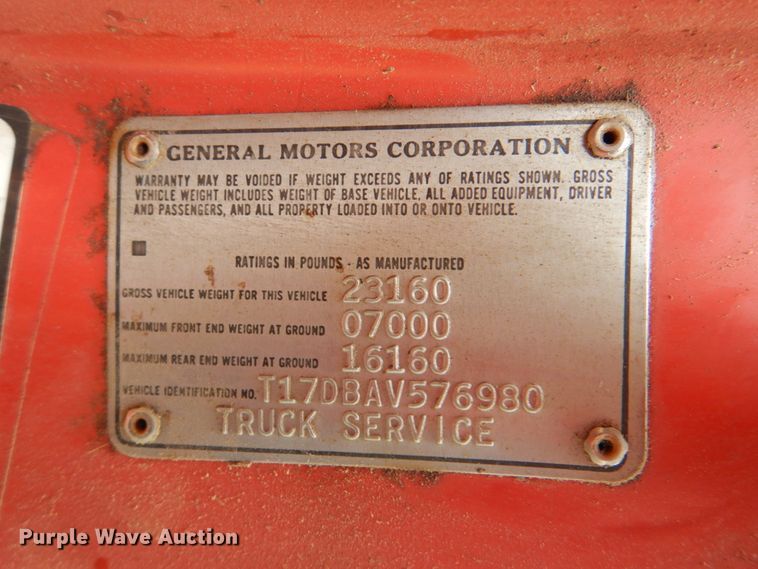 GENERAL MOTORS CORPORATION
WARRANTY MAY BE VOIDED IF WEIGHT EXCEEDS ANY OF RATINGS SHOWN. GROSS
VEHICLE WEIGHT INCLUDES WEIGHT OF BASE VEHICLE, ALL ADDED EQUIPMENT, DRIVER
AND PASSENGERS, AND ALL PROPERTY LOADED INTO OR ONTO VEHICLE.
RATINGS IN POUNDS - AS MANUFACTURED
GROSS VEHICLE WEIGHT FOR THIS VEHICLE 23160
MAXIMUM FRONT END WEIGHT AT GROUND 07000
MAXIMUM REAR END WEIGHT AT GROUND 16160
VEHICLE IDENTIFICATION NO. T17DBAV576980
TRUCK SERVICE
Purple Wave Auction